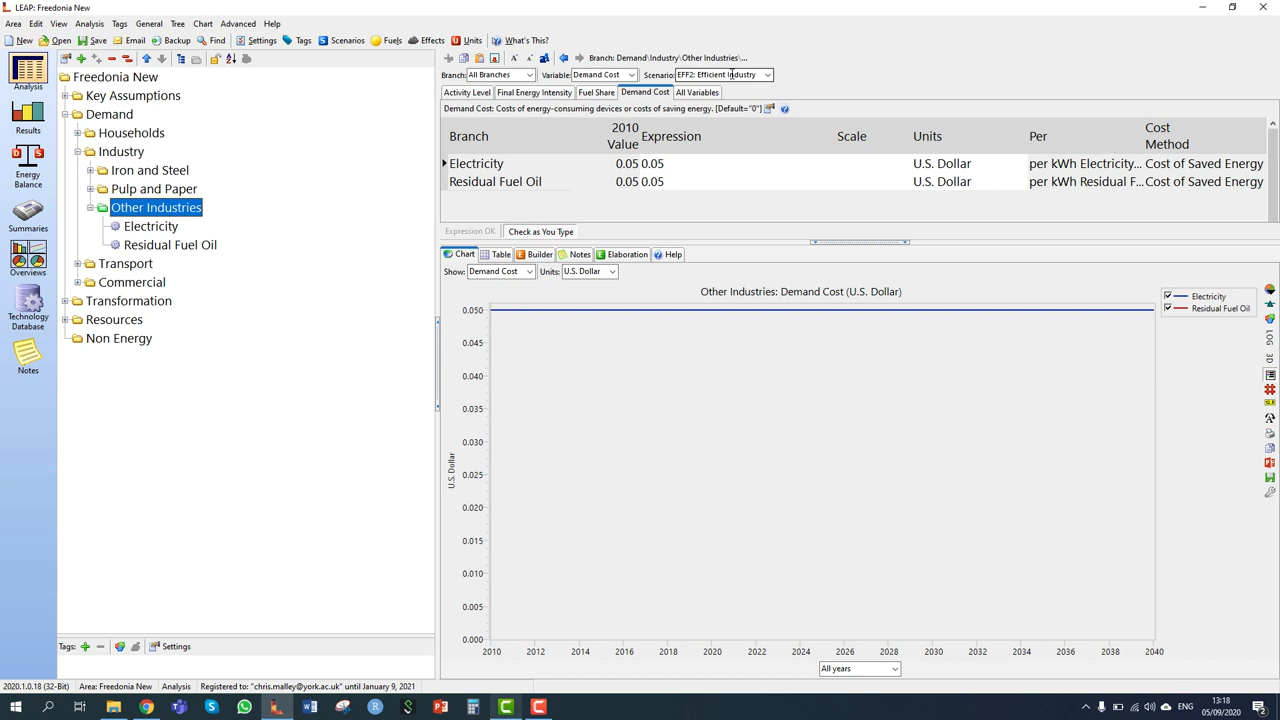 LEAP: Freedonia New
Area Edit View Analysis Tags General Tree Chart Advanced Help
New Open Save Email Backup Find Settings Tags Scenarios Fuels Effects Units What's This?
Branch: Demand\Industry\Other Industries\...
Branch: All Branches Variable: Demand Cost Scenario: EFF2: Efficient Industry
Activity Level Final Energy Intensity Fuel Share Demand Cost All Variables
Demand Cost: Costs of energy-consuming devices or costs of saving energy. [Default="0"]
Branch 2010 Value Expression Scale Units Per Cost Method
Electricity 0.05 0.05 U.S. Dollar per kWh Electricity... Cost of Saved Energy
Residual Fuel Oil 0.05 0.05 U.S. Dollar per kWh Residual F... Cost of Saved Energy
Expression OK Check as You Type
Chart Table Builder Notes Elaboration Help
Show: Demand Cost Units: U.S. Dollar
Other Industries: Demand Cost (U.S. Dollar)
Electricity
Residual Fuel Oil
LOG
3D
0.050
0.045
0.040
0.035
0.030
0.025
0.020
0.015
0.010
0.005
0.000
U.S. Dollar
2010 2012 2014 2016 2018 2020 2022 2024 2026 2028 2030 2032 2034 2036 2038 2040
All years
Analysis
Results
Energy Balance
Summaries
Overviews
Technology Database
Notes
Freedonia New
Key Assumptions
Demand
Households
Industry
Iron and Steel
Pulp and Paper
Other Industries
Electricity
Residual Fuel Oil
Transport
Commercial
Transformation
Resources
Non Energy
Tags: Settings
2020.1.0.18 (32-Bit) Area: Freedonia New Analysis Registered to: "chris.malley@york.ac.uk" until January 9, 2021
ENG 13:18
05/09/2020
2